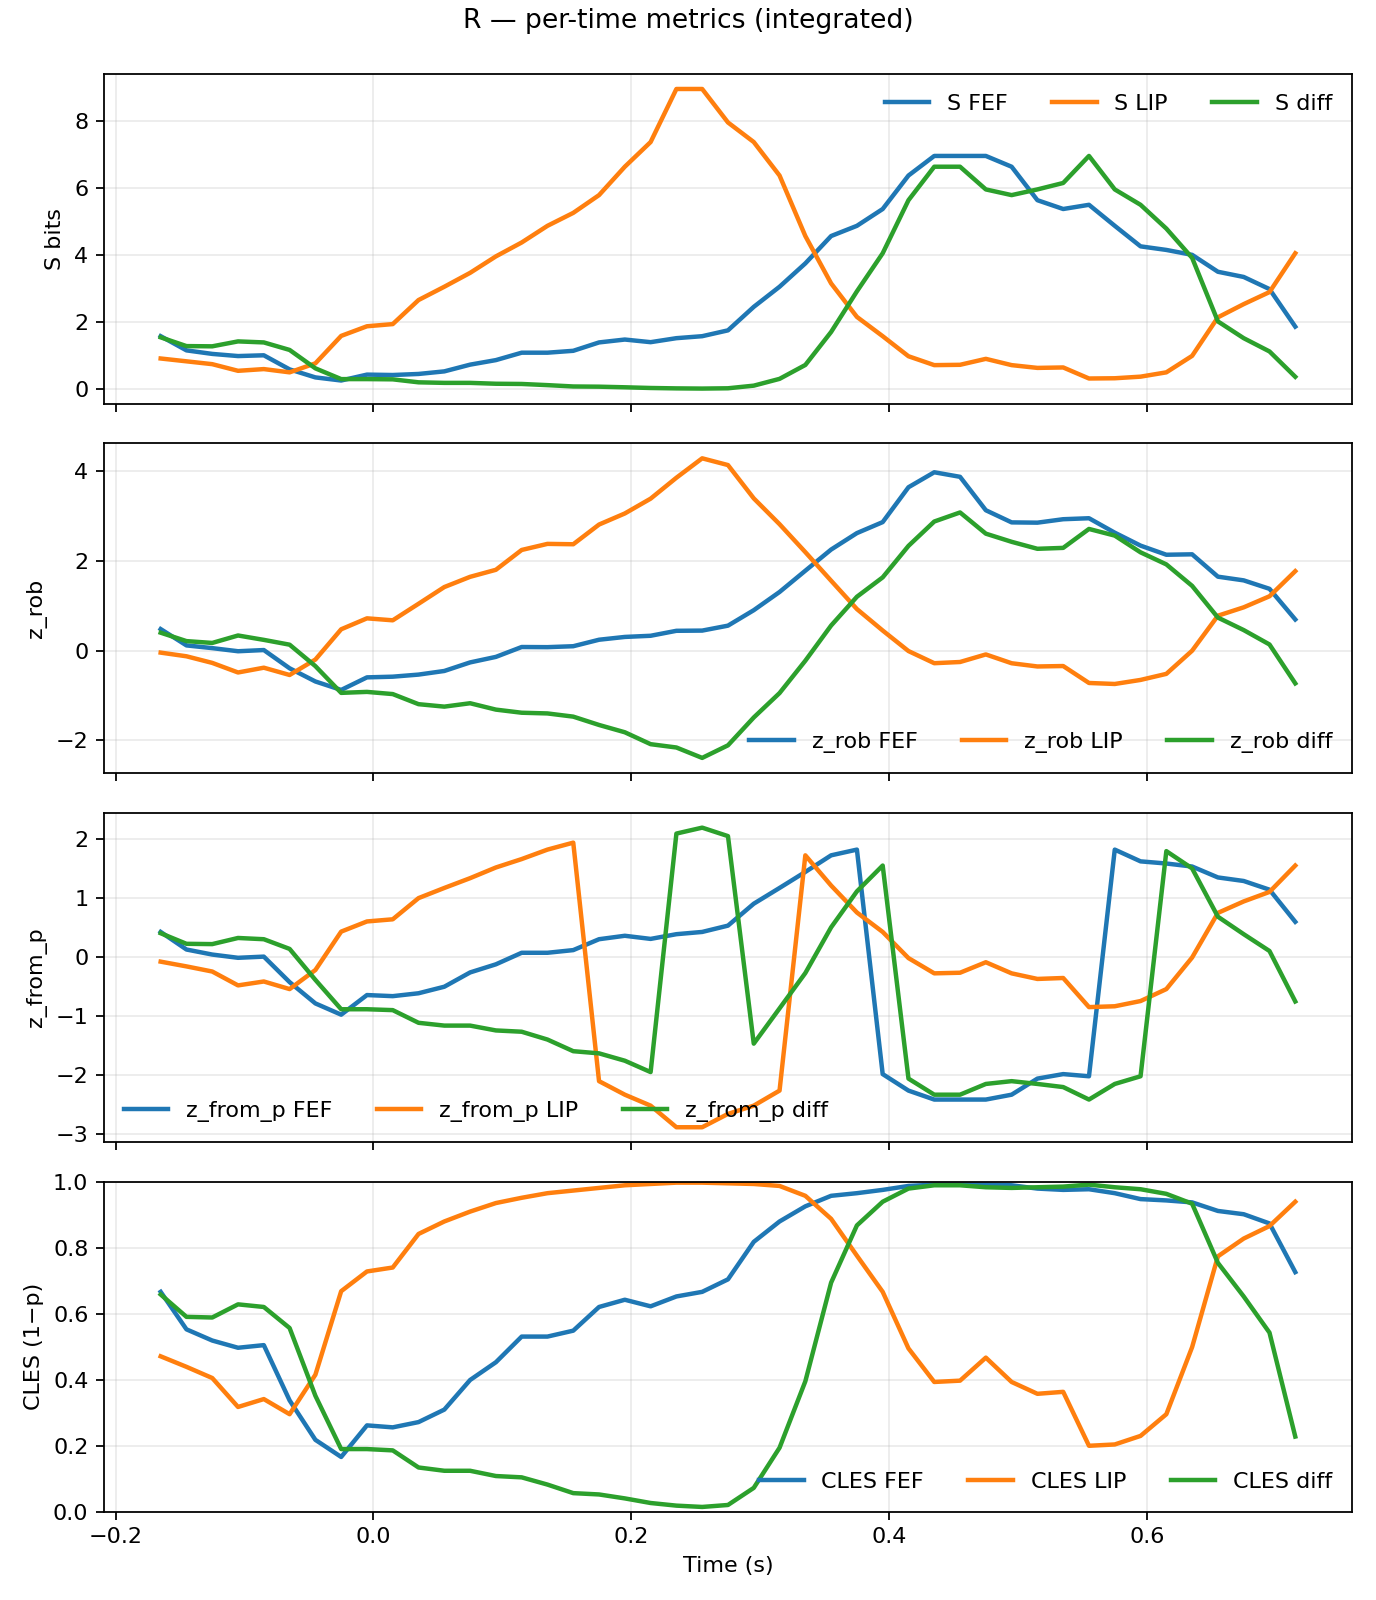 R — per-time metrics (integrated)
S FEF S LIP S diff
8
6
4
2
0
S bits
4
2
0
−2
z_rob
z_rob FEF z_rob LIP z_rob diff
2
1
0
−1
−2
−3
z_from_p
z_from_p FEF z_from_p LIP z_from_p diff
1.0
0.8
0.6
0.4
0.2
0.0
CLES (1−p)
CLES FEF CLES LIP CLES diff
−0.2 0.0 0.2 0.4 0.6
Time (s)